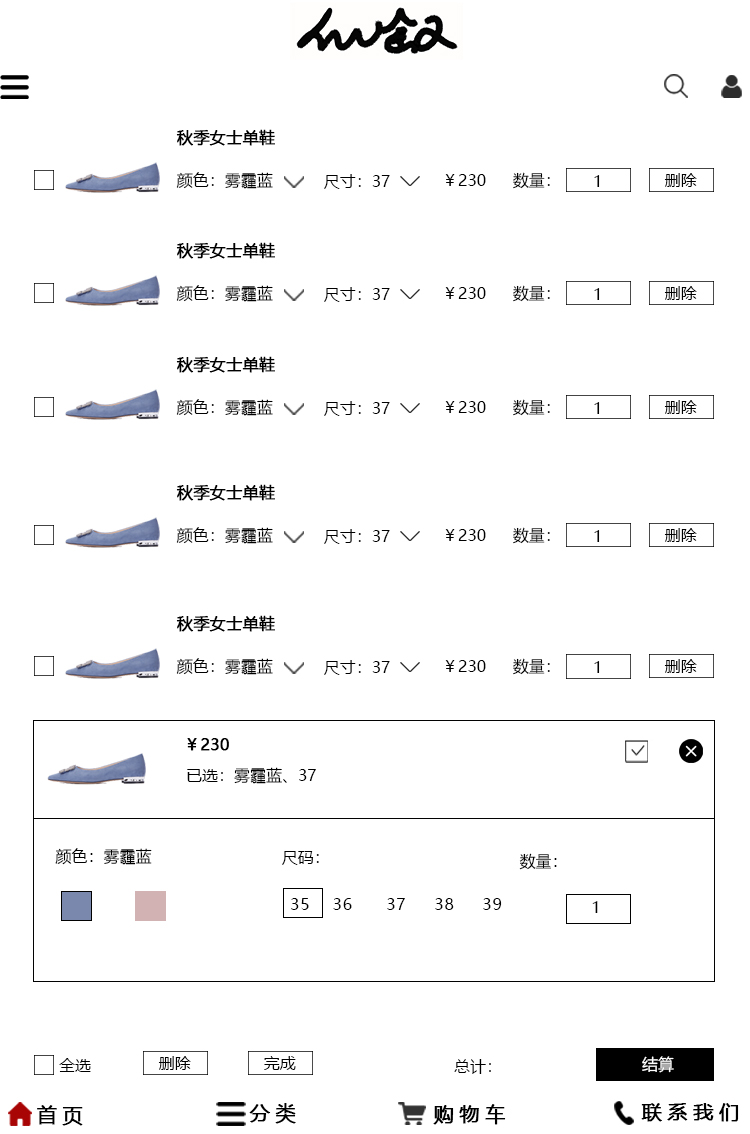 秋季女士单鞋
颜色：雾霾蓝 尺寸：37 ￥230 数量： 1 删除
秋季女士单鞋
颜色：雾霾蓝 尺寸：37 ￥230 数量： 1 删除
秋季女士单鞋
颜色：雾霾蓝 尺寸：37 ￥230 数量： 1 删除
秋季女士单鞋
颜色：雾霾蓝 尺寸：37 ￥230 数量： 1 删除
秋季女士单鞋
颜色：雾霾蓝 尺寸：37 ￥230 数量： 1 删除
￥230
已选：雾霾蓝、37
颜色：雾霾蓝 尺码： 数量：
35 36 37 38 39 1
全选 删除 完成 总计： 结算
首页 分类 购物车 联系我们